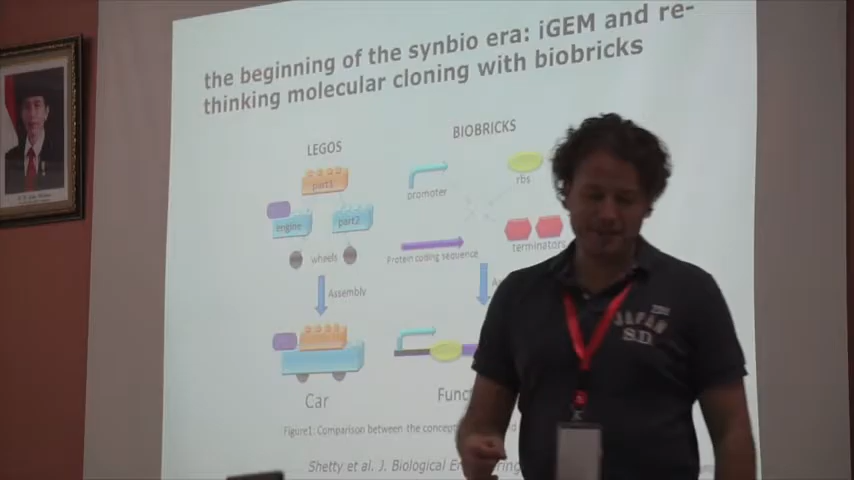 the beginning of the synbio era: iGEM and re-
thinking molecular cloning with biobricks
LEGOS
BIOBRICKS
part1
engine
part2
wheels
promoter
rbs
Protein coding sequence
terminators
Assembly
Car
Func
Figure1: Comparison between the concept
Shetty et al. J. Biological Engineering
JAPAN
S.D